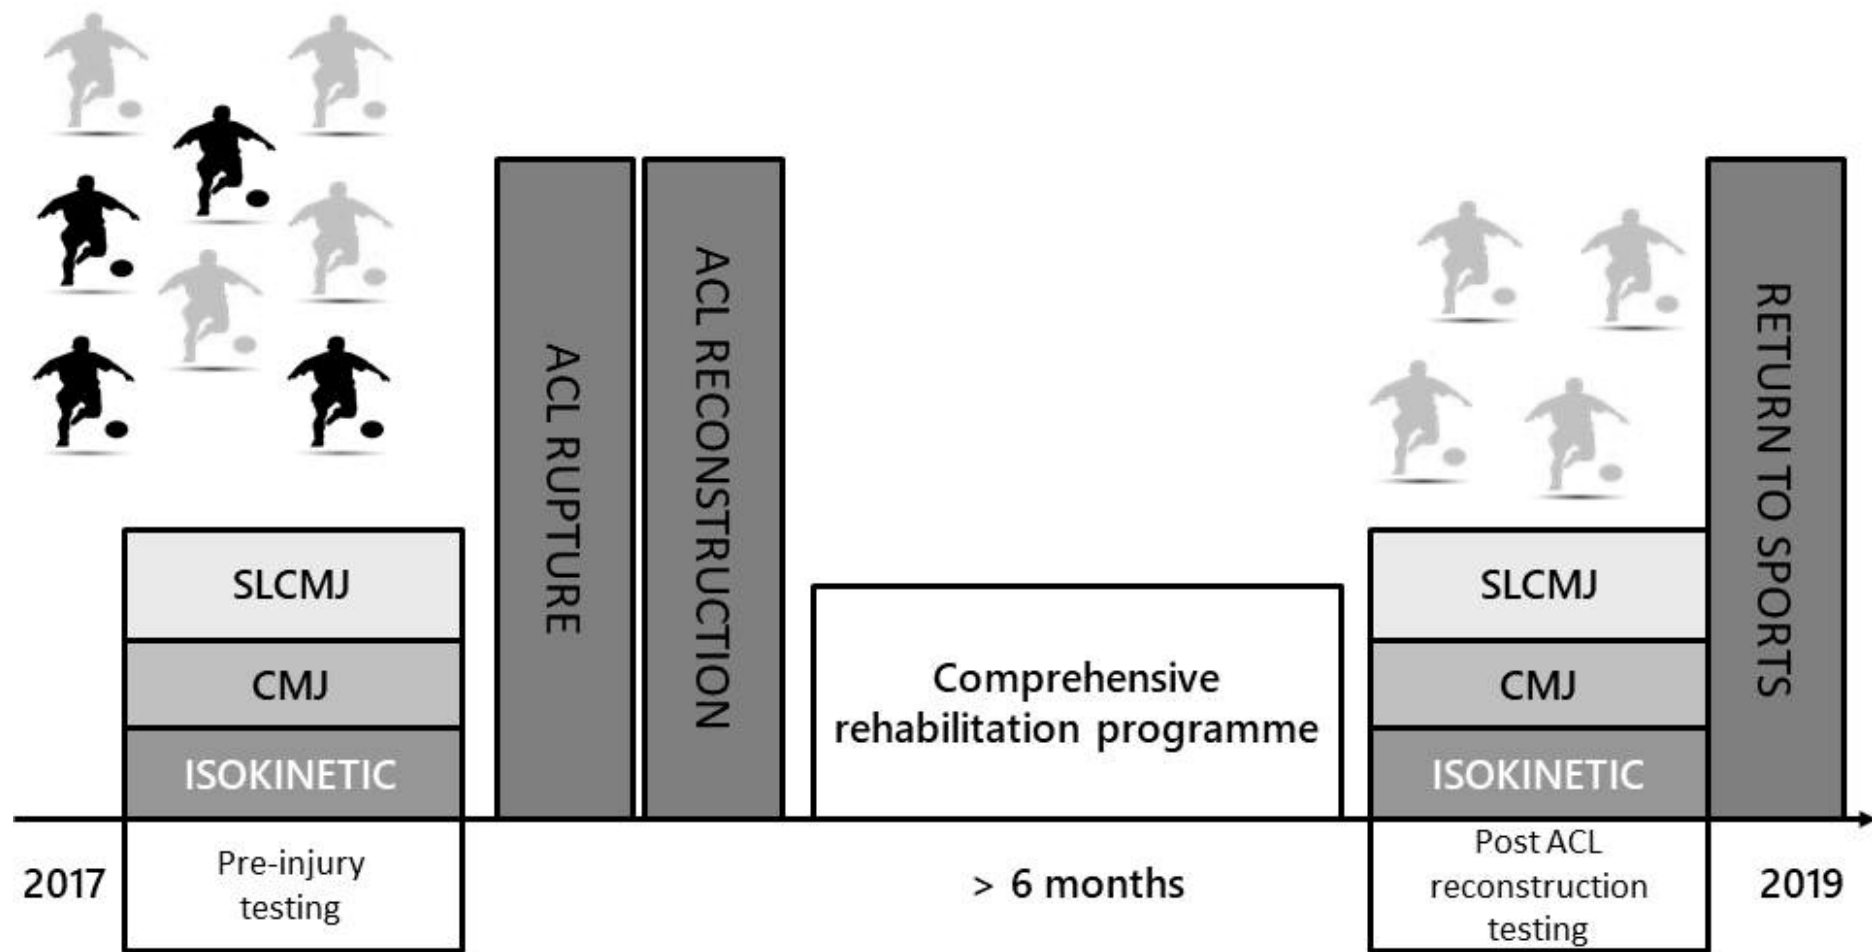 SLCMJ
CMJ
ISOKINETIC
Pre-injury
testing
2017
ACL RUPTURE
ACL RECONSTRUCTION
Comprehensive
rehabilitation programme
> 6 months
SLCMJ
CMJ
ISOKINETIC
Post ACL
reconstruction
testing
RETURN TO SPORTS
2019